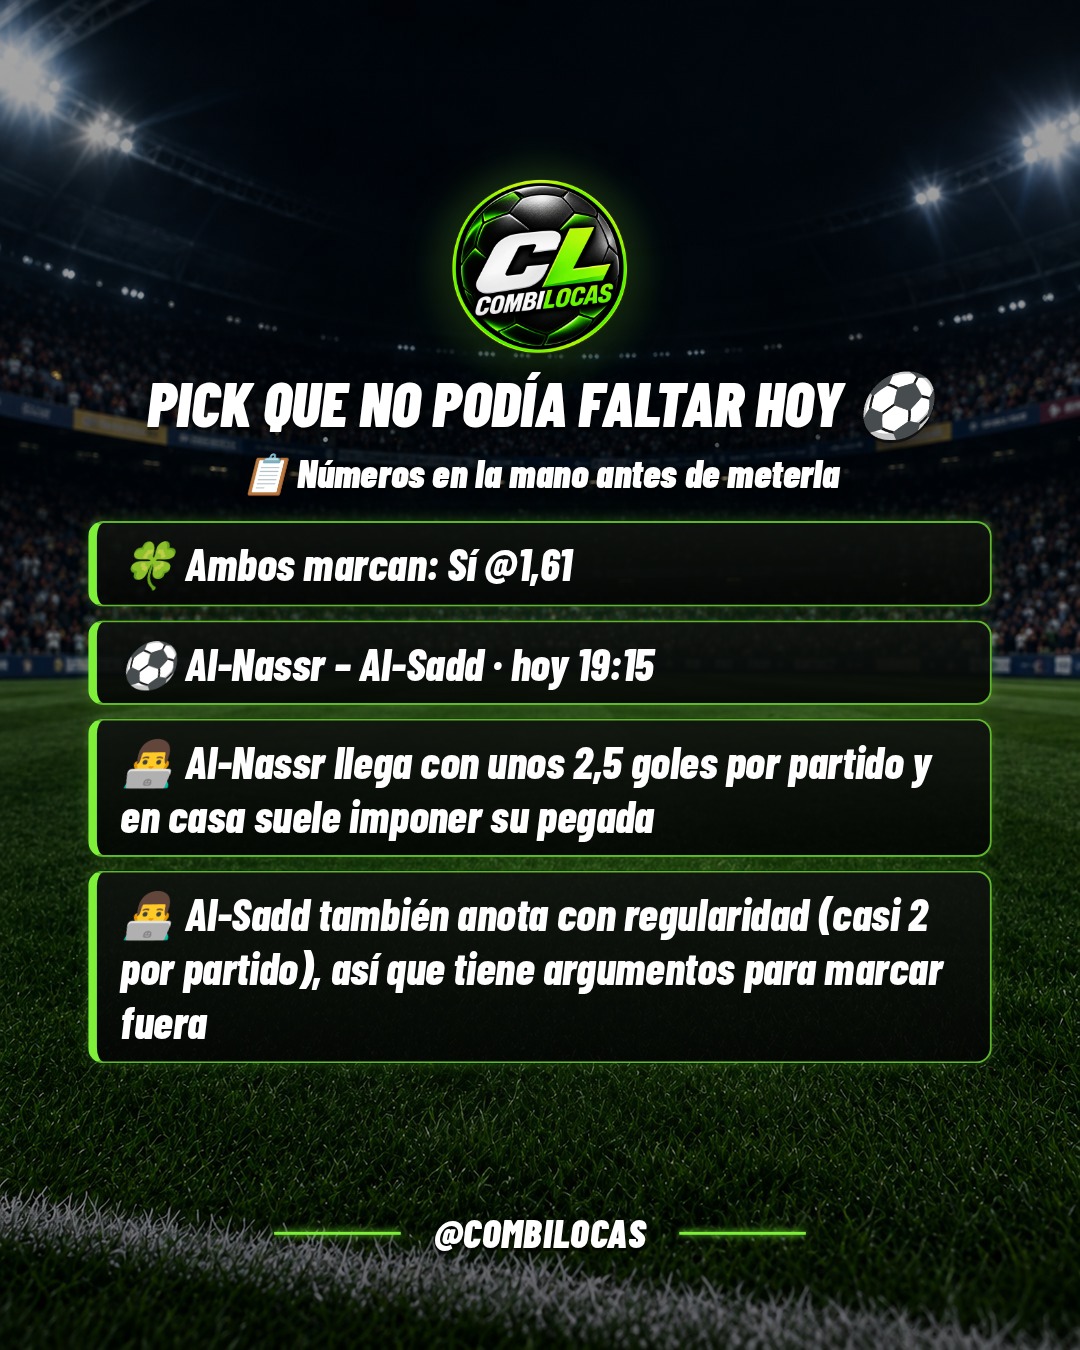 CL
COMBILOCAS
PICK QUE NO PODÍA FALTAR HOY ⚽
📋 Números en la mano antes de meterla
🍀 Ambos marcan: Sí @1,61
⚽ Al-Nassr – Al-Sadd · hoy 19:15
👨‍💻 Al-Nassr llega con unos 2,5 goles por partido y
en casa suele imponer su pegada
👨‍💻 Al-Sadd también anota con regularidad (casi 2
por partido), así que tiene argumentos para marcar
fuera
@COMBILOCAS